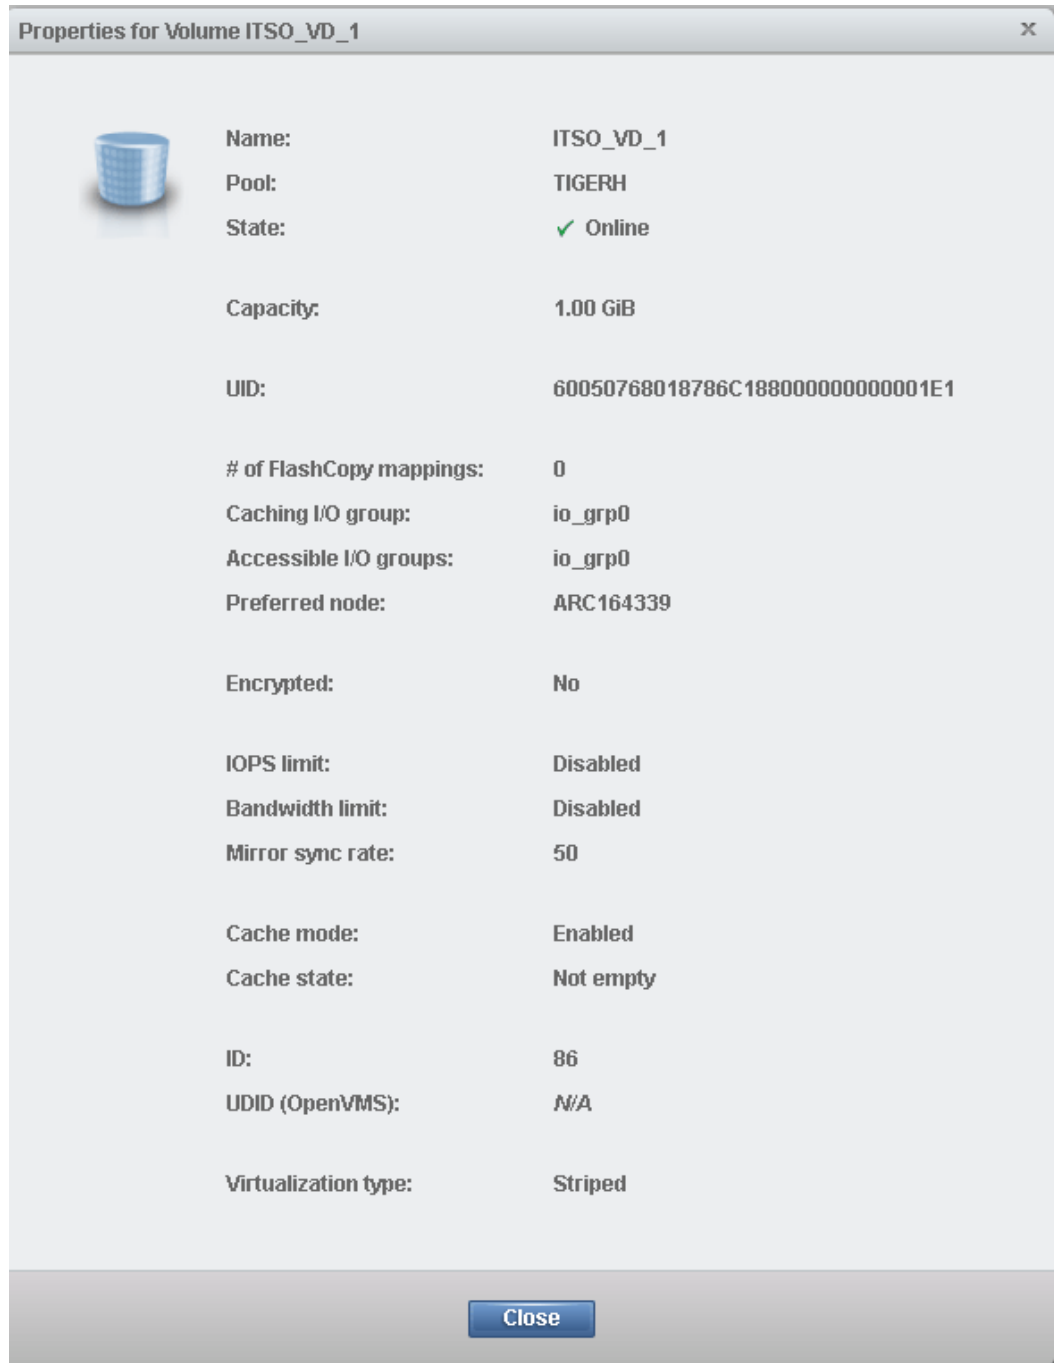 Properties for Volume ITSO_VD_1 x
Name: ITSO_VD_1
Pool: TIGERH
State: ✓ Online
Capacity: 1.00 GiB
UID: 60050768018786C188000000000001E1
# of FlashCopy mappings: 0
Caching I/O group: io_grp0
Accessible I/O groups: io_grp0
Preferred node: ARC164339
Encrypted: No
IOPS limit: Disabled
Bandwidth limit: Disabled
Mirror sync rate: 50
Cache mode: Enabled
Cache state: Not empty
ID: 86
UDID (OpenVMS): N/A
Virtualization type: Striped
Close